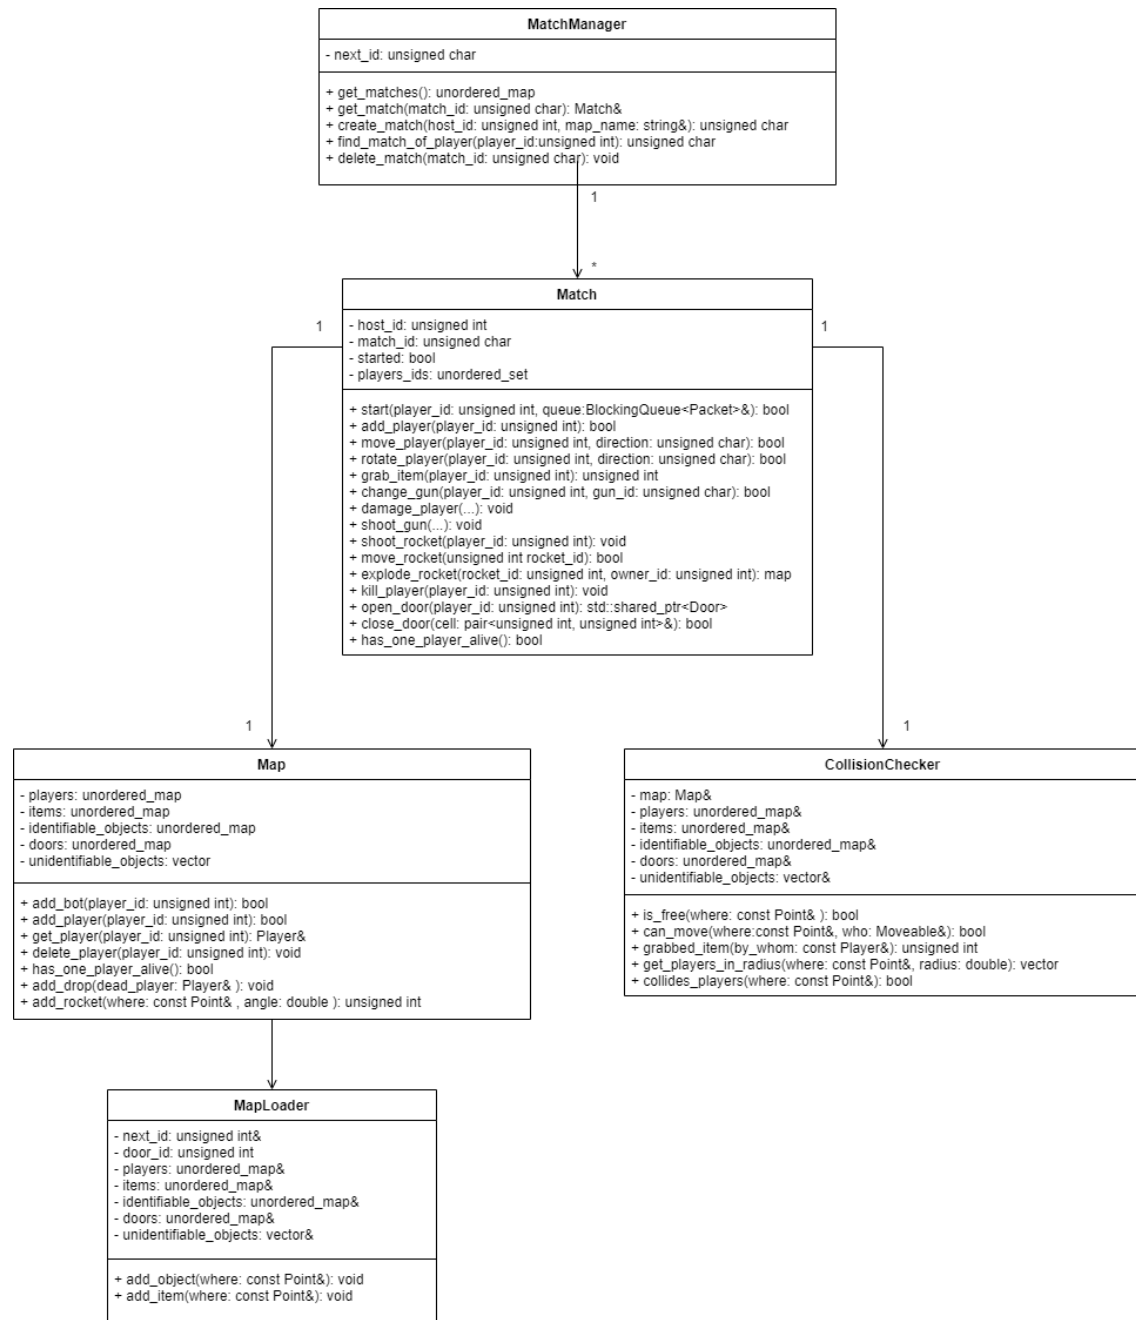 MatchManager
- next_id: unsigned char
+ get_matches(): unordered_map
+ get_match(match_id: unsigned char): Match&
+ create_match(host_id: unsigned int, map_name: string&): unsigned char
+ find_match_of_player(player_id:unsigned int): unsigned char
+ delete_match(match_id: unsigned char): void
1
*
Match
- host_id: unsigned int
- match_id: unsigned char
- started: bool
- players_ids: unordered_set
+ start(player_id: unsigned int, queue:BlockingQueue<Packet>&): bool
+ add_player(player_id: unsigned int): bool
+ move_player(player_id: unsigned int, direction: unsigned char): bool
+ rotate_player(player_id: unsigned int, direction: unsigned char): bool
+ grab_item(player_id: unsigned int): unsigned int
+ change_gun(player_id: unsigned int, gun_id: unsigned char): bool
+ damage_player(...): void
+ shoot_gun(...): void
+ shoot_rocket(player_id: unsigned int): void
+ move_rocket(unsigned int rocket_id): bool
+ explode_rocket(rocket_id: unsigned int, owner_id: unsigned int): map
+ kill_player(player_id: unsigned int): void
+ open_door(player_id: unsigned int): std::shared_ptr<Door>
+ close_door(cell: pair<unsigned int, unsigned int>&): bool
+ has_one_player_alive(): bool
1
1
1
1
Map
- players: unordered_map
- items: unordered_map
- identifiable_objects: unordered_map
- doors: unordered_map
- unidentifiable_objects: vector
+ add_bot(player_id: unsigned int): bool
+ add_player(player_id: unsigned int): bool
+ get_player(player_id: unsigned int): Player&
+ delete_player(player_id: unsigned int): void
+ has_one_player_alive(): bool
+ add_drop(dead_player: Player& ): void
+ add_rocket(where: const Point& , angle: double ): unsigned int
CollisionChecker
- map: Map&
- players: unordered_map&
- items: unordered_map&
- identifiable_objects: unordered_map&
- doors: unordered_map&
- unidentifiable_objects: vector&
+ is_free(where: const Point& ): bool
+ can_move(where:const Point&, who: Moveable&): bool
+ grabbed_item(by_whom: const Player&): unsigned int
+ get_players_in_radius(where: const Point&, radius: double): vector
+ collides_players(where: const Point&): bool
MapLoader
- next_id: unsigned int&
- door_id: unsigned int
- players: unordered_map&
- items: unordered_map&
- identifiable_objects: unordered_map&
- doors: unordered_map&
- unidentifiable_objects: vector&
+ add_object(where: const Point&): void
+ add_item(where: const Point&): void